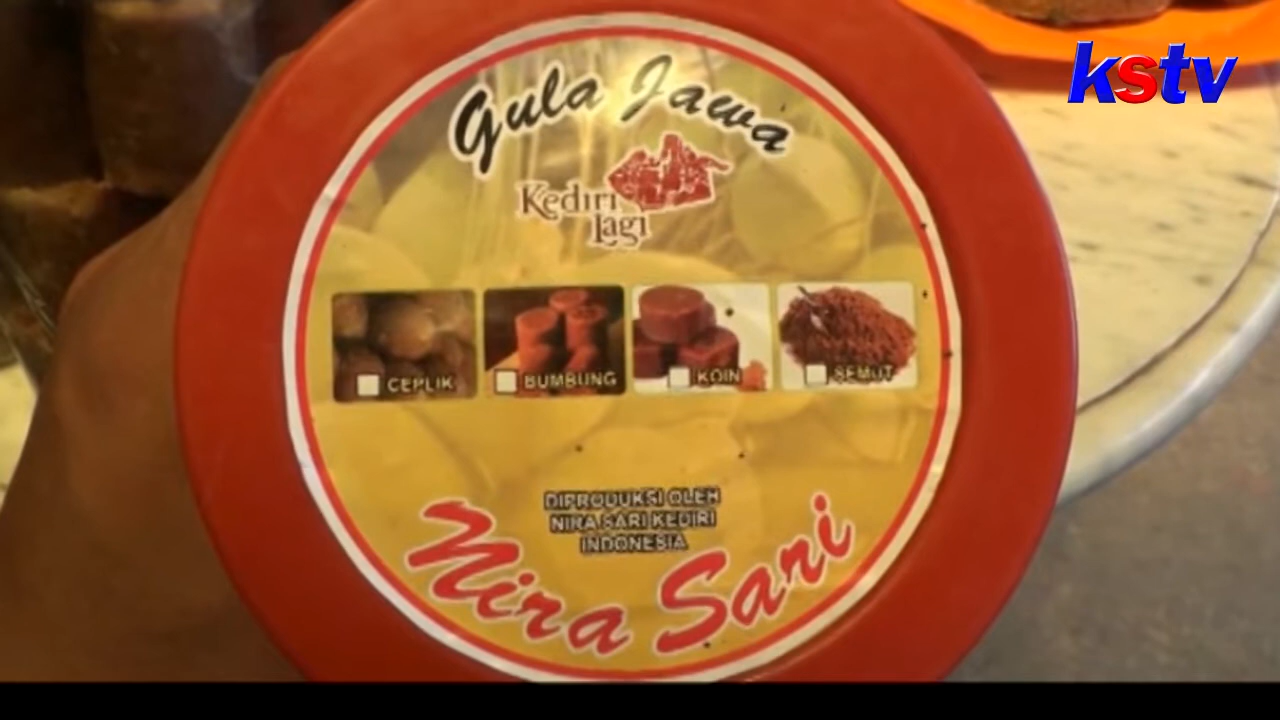 kstv
Gula Jawa
Kediri
Lagi
CEPLIK
BUMBUNG
KOIN
SEMUT
DIPRODUKSI OLEH
NIRA SARI KEDIRI
INDONESIA
Nira Sari